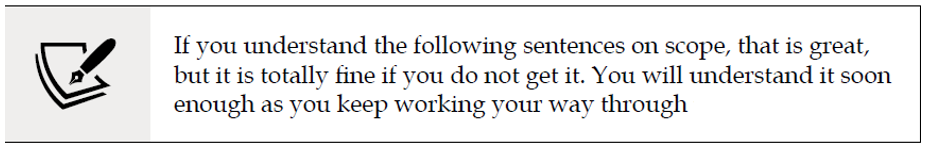 If you understand the following sentences on scope, that is great,
but it is totally fine if you do not get it. You will understand it soon
enough as you keep working your way through